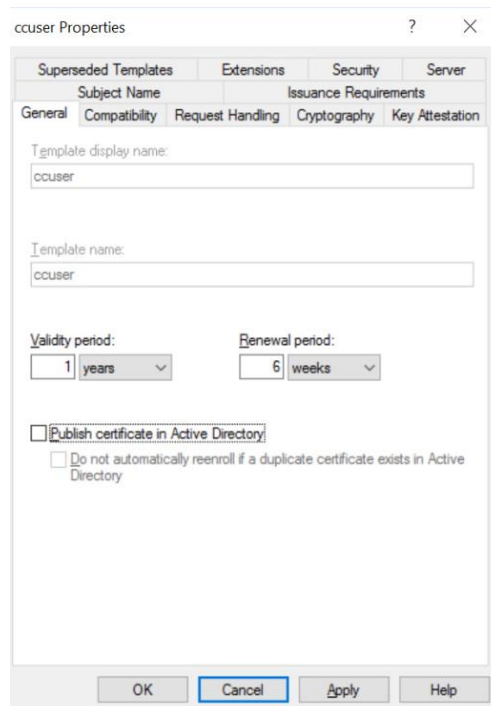 ccuser Properties
?
Superseded Templates Extensions Security Server
Subject Name Issuance Requirements
General Compatibility Request Handling Cryptography Key Attestation
Template display name:
ccuser
Template name:
ccuser
Validity period: Renewal period:
1 years 6 weeks
Publish certificate in Active Directory
Do not automatically reenroll if a duplicate certificate exists in Active
Directory
OK Cancel Apply Help